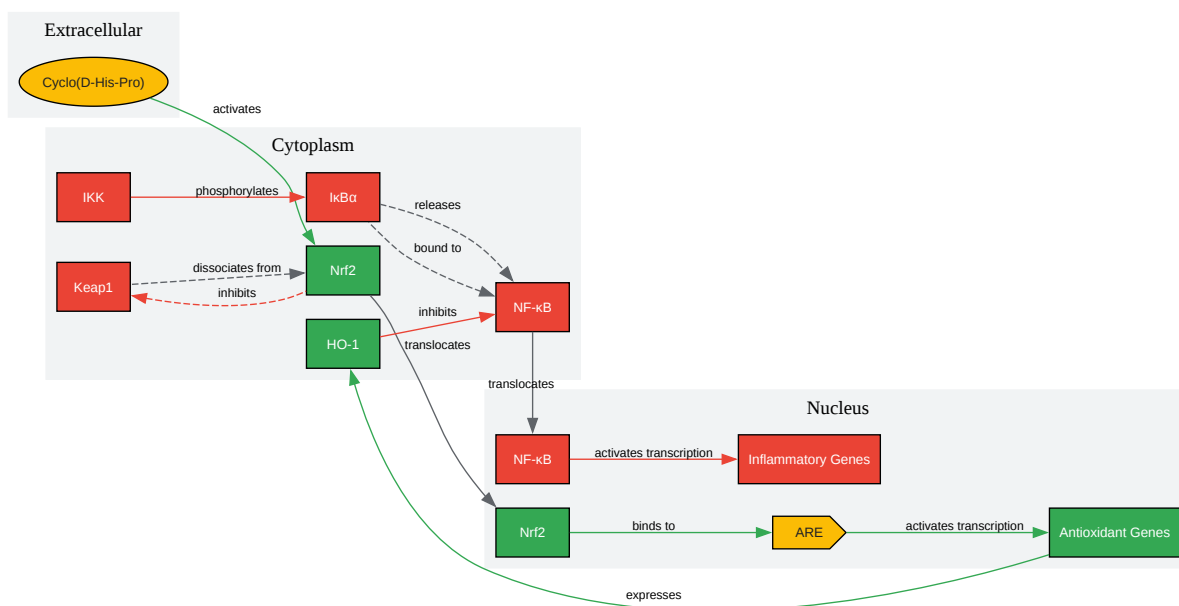 Extracellular
Cyclo(D-His-Pro)
activates
Cytoplasm
IKK
phosphorylates
IκBα
releases
bound to
Keap1
dissociates from
inhibits
Nrf2
NF-κB
HO-1
inhibits
translocates
translocates
Nucleus
NF-κB
activates transcription
Inflammatory Genes
Nrf2
binds to
ARE
activates transcription
Antioxidant Genes
expresses